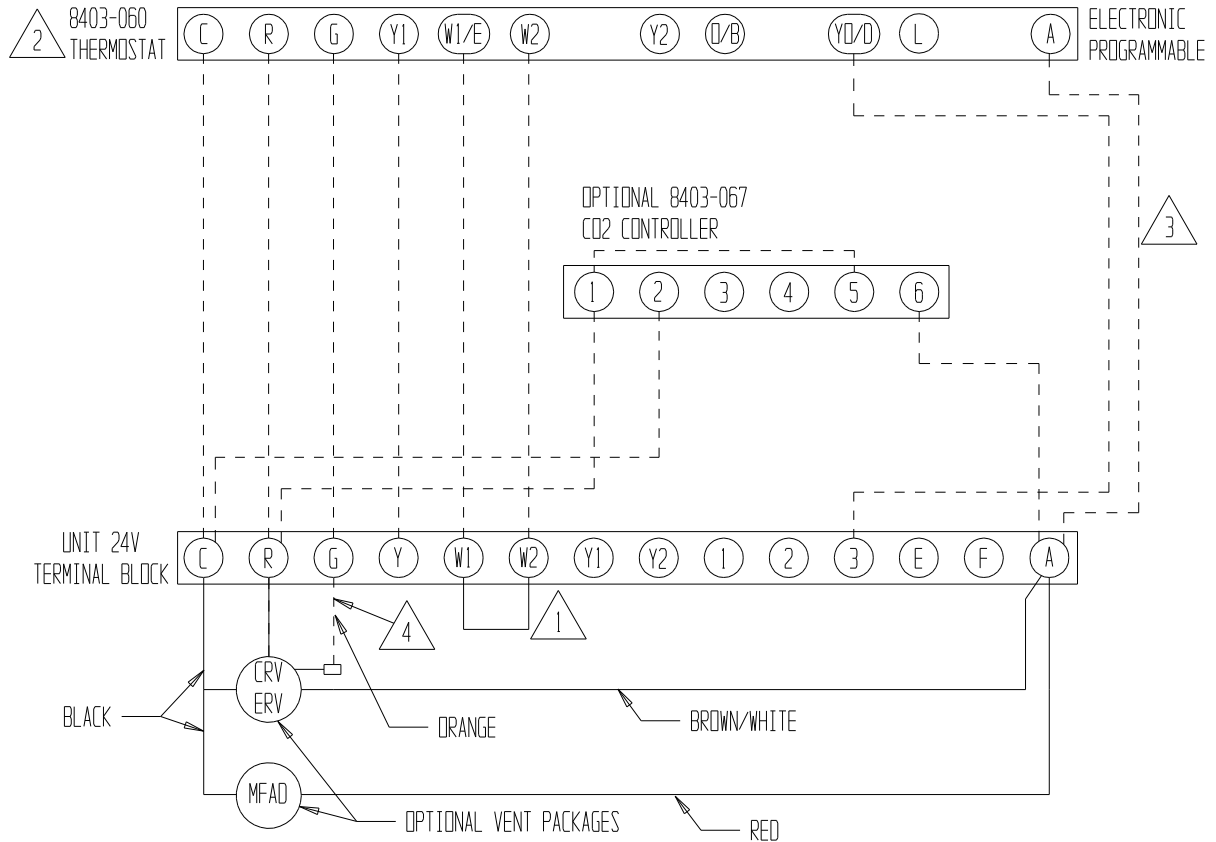 8403-060
THERMOSTAT
2
C R G Y1 W1/E W2 Y2 O/B YO/D L A
ELECTRONIC
PROGRAMMABLE
OPTIONAL 8403-067
CO2 CONTROLLER
3
1 2 3 4 5 6
UNIT 24V
TERMINAL BLOCK
C R G Y W1 W2 Y1 Y2 1 2 3 E F A
4
1
CRV
ERV
BLACK
ORANGE
BROWN/WHITE
MFAD
OPTIONAL VENT PACKAGES
RED